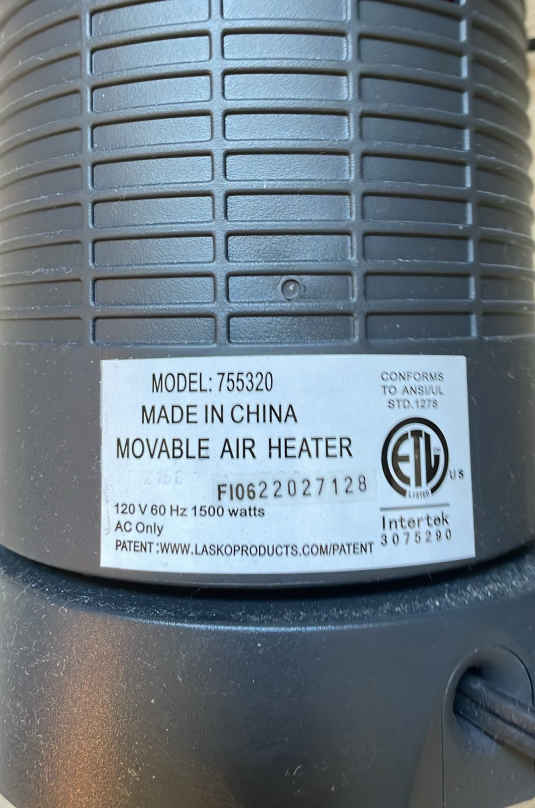 MODEL: 755320
MADE IN CHINA
MOVABLE AIR HEATER
FI0622027128
120 V 60 Hz 1500 watts
AC Only
PATENT :WWW.LASKOPRODUCTS.COM/PATENT
CONFORMS
TO ANSI/UL
STD.1278
ETL
LISTED
US
Intertek
3075290